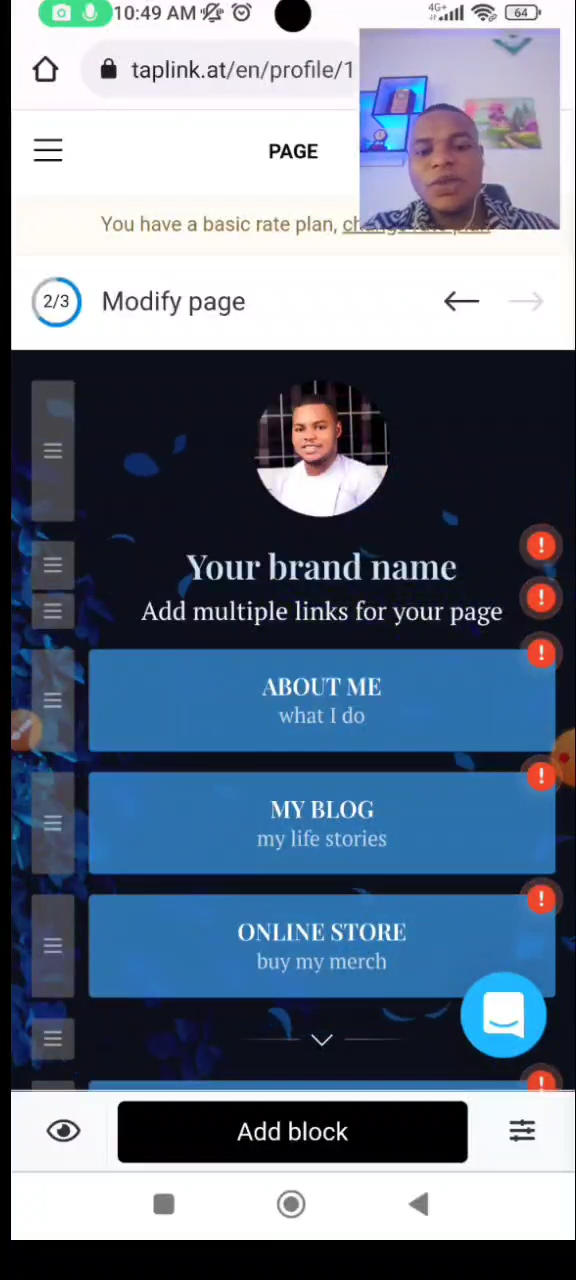 10:49 AM
4G+
64
taplink.at/en/profile/1
PAGE
You have a basic rate plan, change rate plan
2/3
Modify page
Your brand name
Add multiple links for your page
ABOUT ME
what I do
MY BLOG
my life stories
ONLINE STORE
buy my merch
Add block